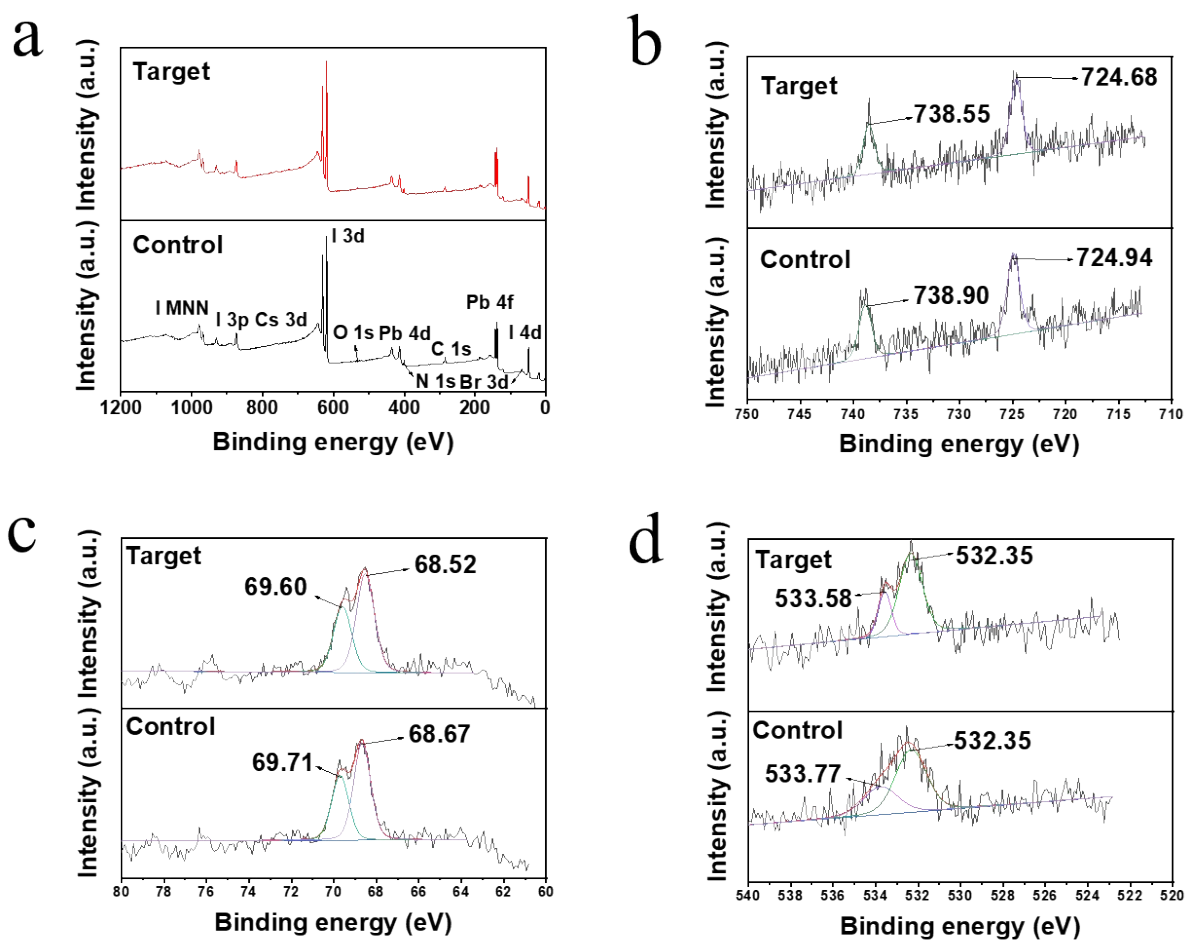 a
Intensity (a.u.)
Target
Intensity (a.u.)
Control
I 3d
I MNN
I 3p
Cs 3d
O 1s
Pb 4d
C 1s
Pb 4f
I 4d
N 1s
Br 3d
1200 1000 800 600 400 200 0
Binding energy (eV)
b
Intensity (a.u.)
Target
738.55
724.68
Intensity (a.u.)
Control
738.90
724.94
750 745 740 735 730 725 720 715 710
Binding energy (eV)
c
Intensity (a.u.)
Target
69.60
68.52
Intensity (a.u.)
Control
69.71
68.67
80 78 76 74 72 70 68 66 64 62 60
Binding energy (eV)
d
Intensity (a.u.)
Target
533.58
532.35
Intensity (a.u.)
Control
533.77
532.35
540 538 536 534 532 530 528 526 524 522 520
Binding energy (eV)